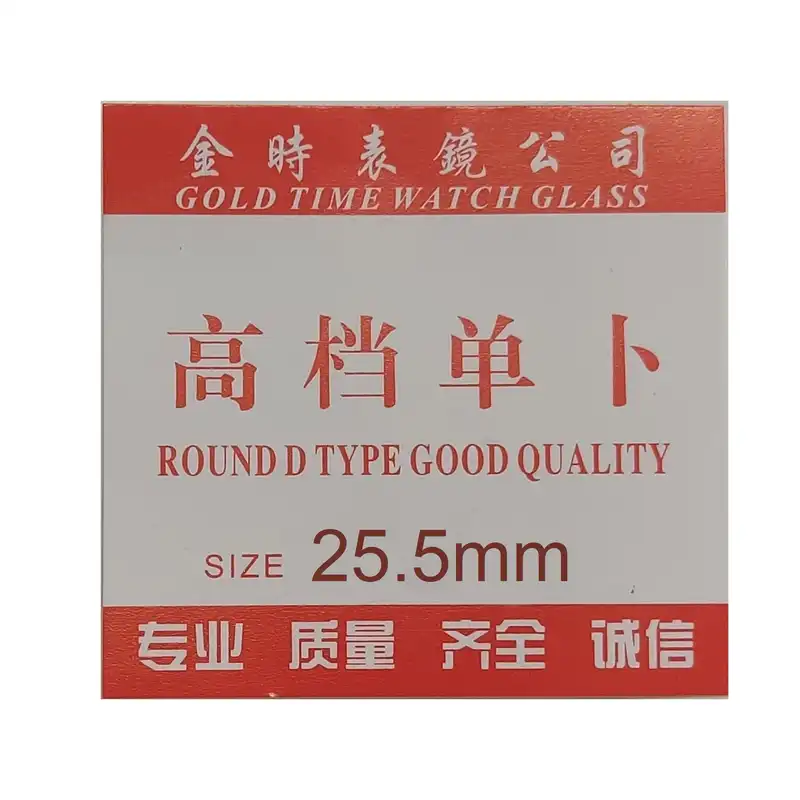 金時表鏡公司
GOLD TIME WATCH GLASS
高档单卜
ROUND D TYPE GOOD QUALITY
SIZE 25.5mm
专业 质量 齐全 诚信